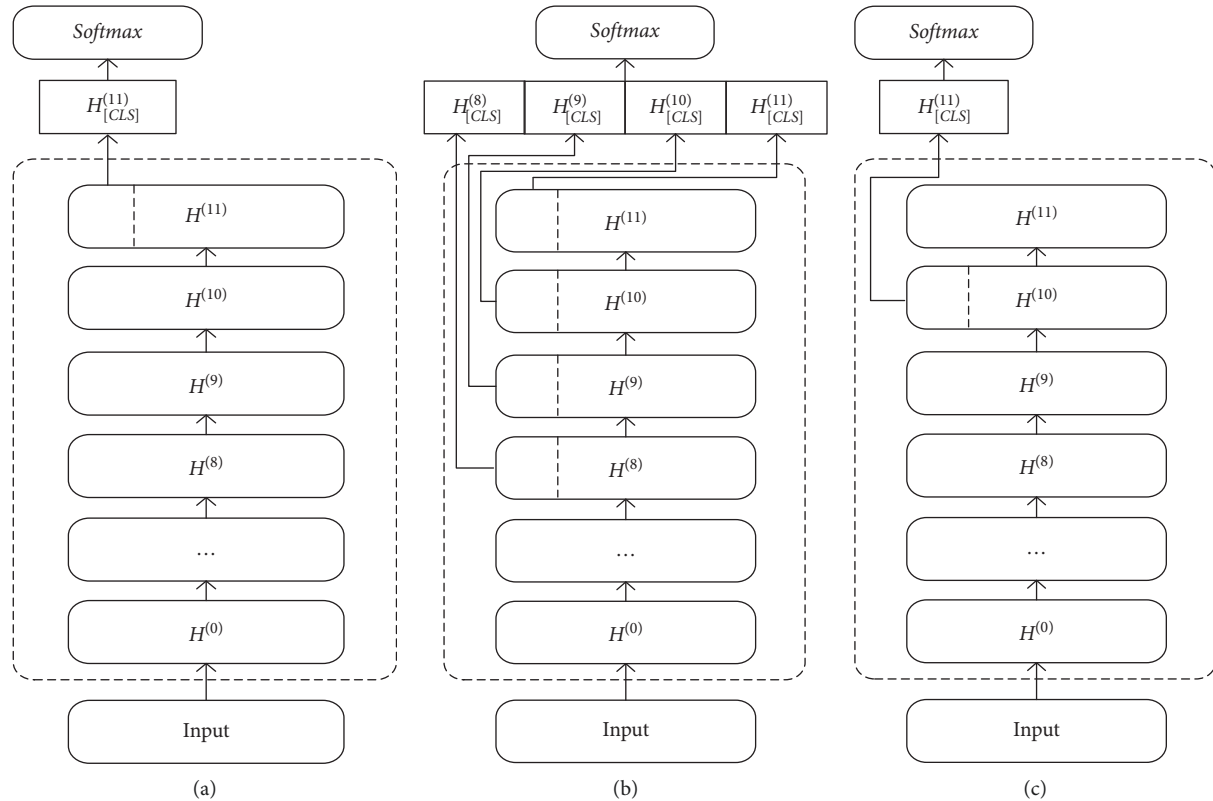 Softmax
H^{(11)}_{[CLS]}
H^{(11)}
H^{(10)}
H^{(9)}
H^{(8)}
...
H^{(0)}
Input
(a)
Softmax
H^{(8)}_{[CLS]} H^{(9)}_{[CLS]} H^{(10)}_{[CLS]} H^{(11)}_{[CLS]}
H^{(11)}
H^{(10)}
H^{(9)}
H^{(8)}
...
H^{(0)}
Input
(b)
Softmax
H^{(11)}_{[CLS]}
H^{(11)}
H^{(10)}
H^{(9)}
H^{(8)}
...
H^{(0)}
Input
(c)